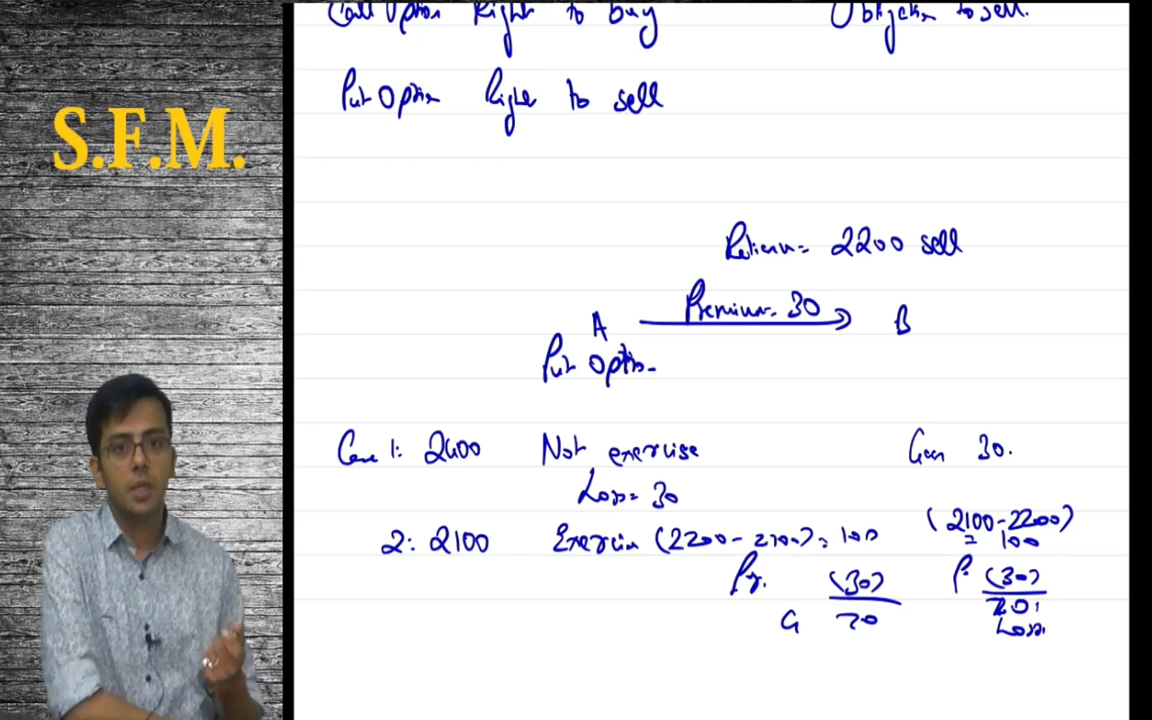 Call Option Right to buy Obligation to sell.
S.F.M.
Put Option Right to sell
2200 sell
Premium = 30
A B
Put Option
Case 1: 2400 Not exercise Gain 30.
Loss = 30
2: 2100 Exercise (2200 - 2100) = 100 (2100-2200)
= 100
(30) P (30)
G 70 70
Loss.